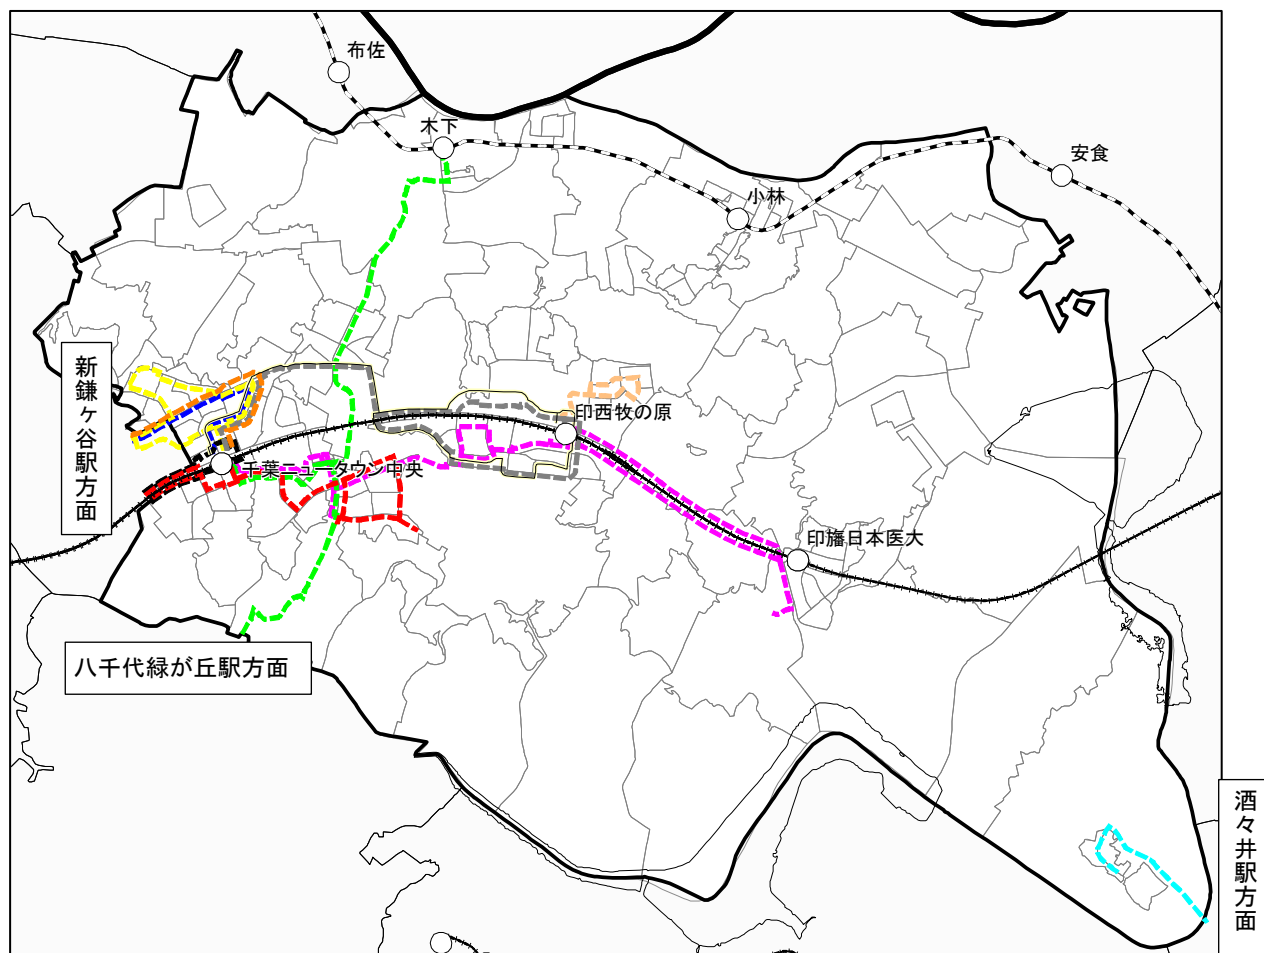 布佐
木下
安食
小林
新鎌ヶ谷駅方面
印西牧の原
千葉ニュータウン中央
印旛日本医大
八千代緑が丘駅方面
酒々井駅方面